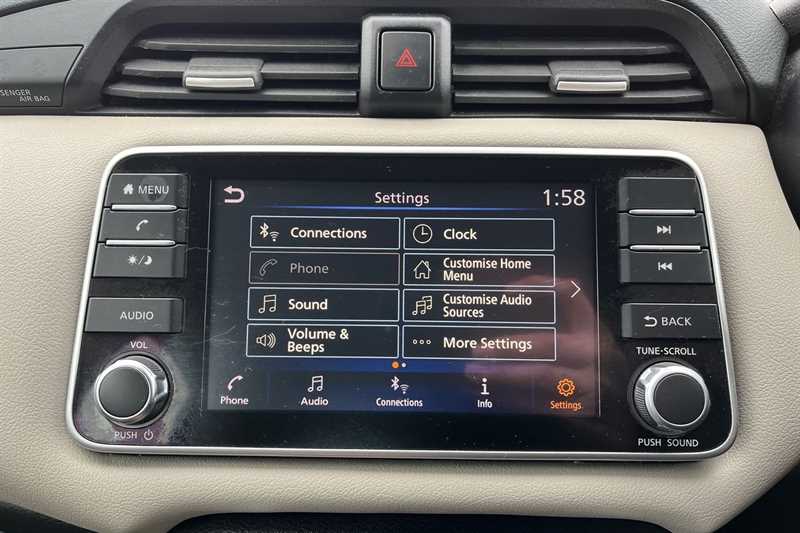 SENGER
AIR BAG
MENU
AUDIO
VOL
PUSH
Settings
1:58
Connections
Clock
Phone
Customise Home
Menu
Sound
Customise Audio
Sources
Volume &
Beeps
More Settings
Phone
Audio
Connections
Info
Settings
BACK
TUNE·SCROLL
PUSH SOUND